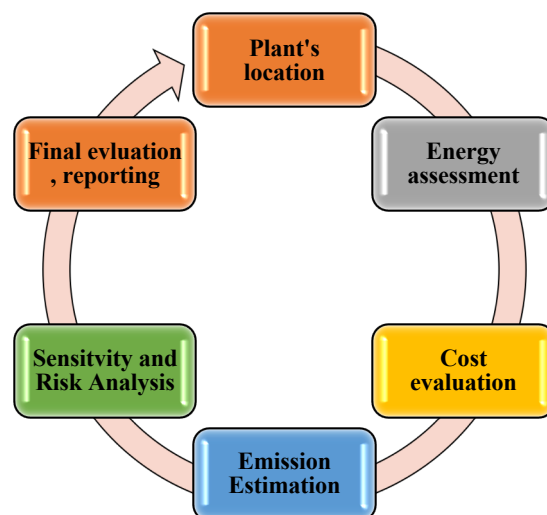 Plant's
location
Energy
assessment
Cost
evaluation
Emission
Estimation
Sensitvity and
Risk Analysis
Final evluation
, reporting